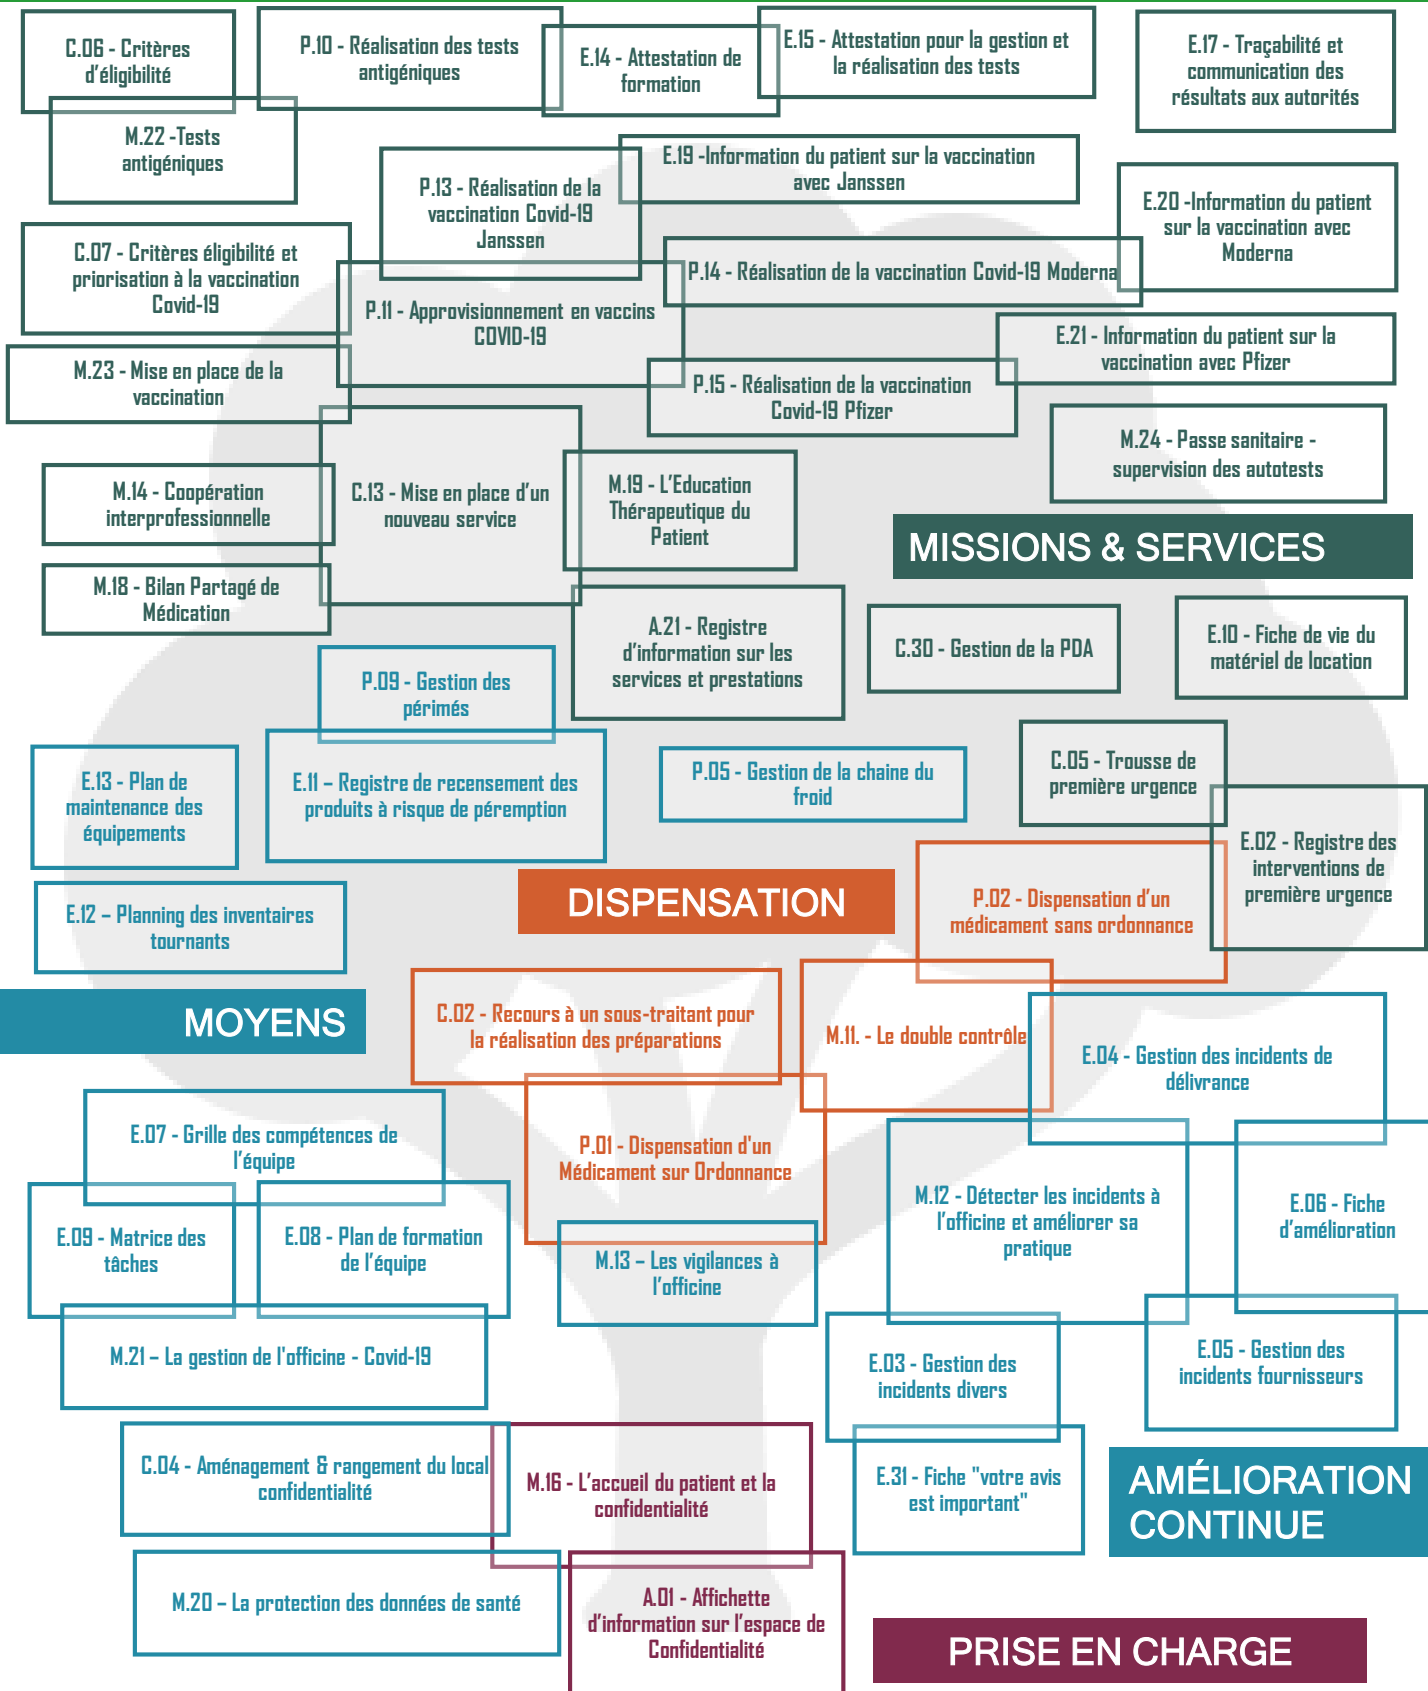 C.06 - Critères
d'éligibilité
P.10 - Réalisation des tests
antigéniques
E.14 - Attestation de
formation
E.15 - Attestation pour la gestion et
la réalisation des tests
E.17 - Traçabilité et
communication des
résultats aux autorités
M.22 -Tests
antigéniques
P.13 - Réalisation de la
vaccination Covid-19
Janssen
E.19 -Information du patient sur la vaccination
avec Janssen
E.20 -Information du patient
sur la vaccination avec
Moderna
C.07 - Critères éligibilité et
priorisation à la vaccination
Covid-19
P.14 - Réalisation de la vaccination Covid-19 Moderna
P.11 - Approvisionnement en vaccins
COVID-19
E.21 - Information du patient sur la
vaccination avec Pfizer
M.23 - Mise en place de la
vaccination
P.15 - Réalisation de la vaccination
Covid-19 Pfizer
M.24 - Passe sanitaire -
supervision des autotests
M.14 - Coopération
interprofessionnelle
C.13 - Mise en place d'un
nouveau service
M.19 - L'Education
Thérapeutique du
Patient
MISSIONS & SERVICES
M.18 - Bilan Partagé de
Médication
A.21 - Registre
d'information sur les
services et prestations
C.30 - Gestion de la PDA
E.10 - Fiche de vie du
matériel de location
P.09 - Gestion des
périmés
E.13 - Plan de
maintenance des
équipements
E.11 – Registre de recensement des
produits à risque de péremption
P.05 - Gestion de la chaine du
froid
C.05 - Trousse de
première urgence
E.02 - Registre des
interventions de
première urgence
DISPENSATION
P.02 - Dispensation d'un
médicament sans ordonnance
E.12 – Planning des inventaires
tournants
MOYENS
C.02 - Recours à un sous-traitant pour
la réalisation des préparations
M.11. - Le double contrôle
E.04 - Gestion des incidents de
délivrance
E.07 - Grille des compétences de
l'équipe
P.01 - Dispensation d'un
Médicament sur Ordonnance
M.12 - Détecter les incidents à
l'officine et améliorer sa
pratique
E.06 - Fiche
d'amélioration
E.09 - Matrice des
tâches
E.08 - Plan de formation
de l'équipe
M.13 – Les vigilances à
l'officine
M.21 – La gestion de l'officine - Covid-19
E.03 - Gestion des
incidents divers
E.05 - Gestion des
incidents fournisseurs
C.04 - Aménagement & rangement du local
confidentialité
M.16 - L'accueil du patient et la
confidentialité
E.31 - Fiche "votre avis
est important"
AMÉLIORATION
CONTINUE
M.20 – La protection des données de santé
A.01 - Affichette
d'information sur l'espace de
Confidentialité
PRISE EN CHARGE